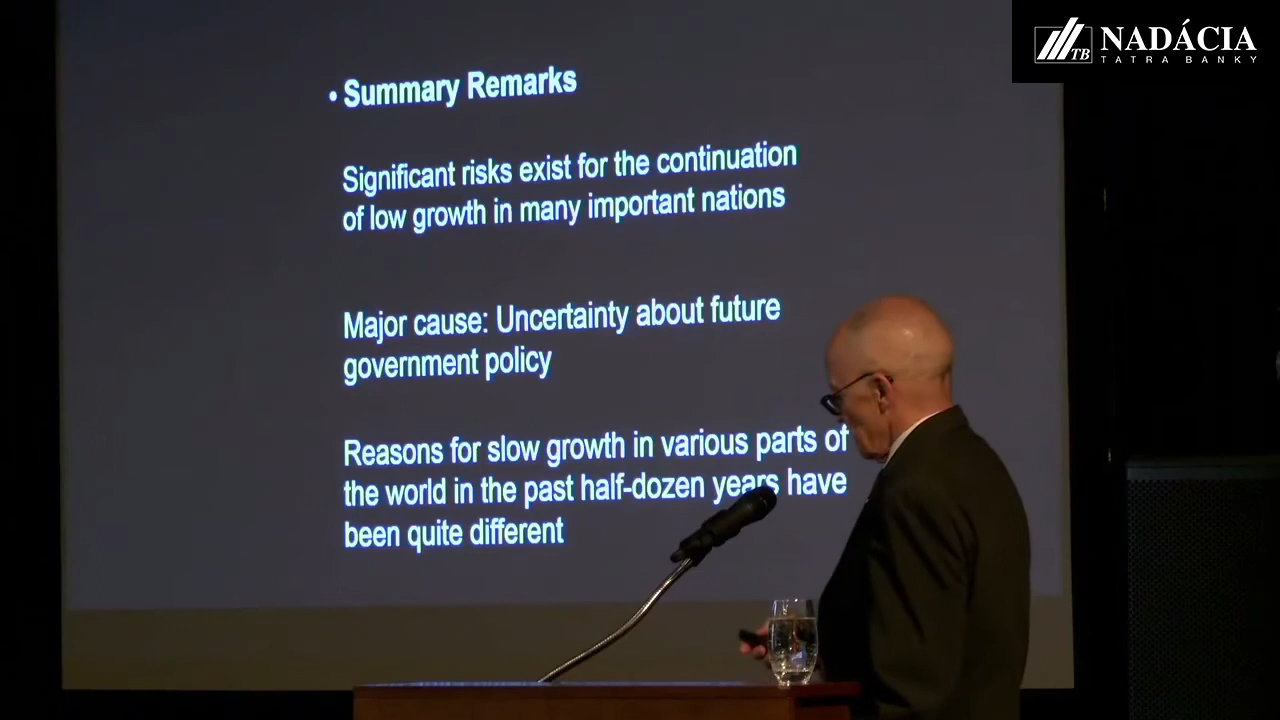 NADÁCIA
TB
TATRA BANKY
• Summary Remarks
Significant risks exist for the continuation
of low growth in many important nations
Major cause: Uncertainty about future
government policy
Reasons for slow growth in various parts of
the world in the past half-dozen years have
been quite different